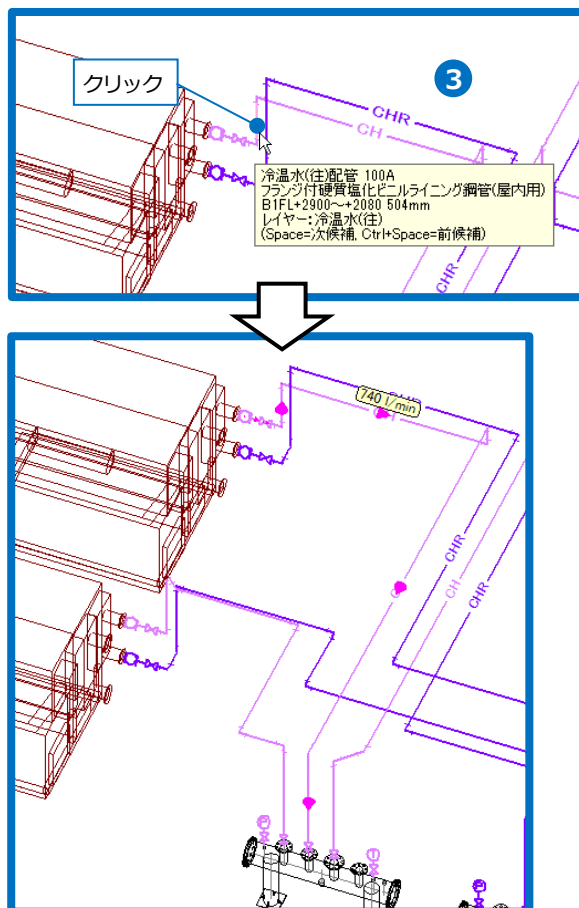 クリック
3
CHR
CH
冷温水(往)配管 100A
フランジ付硬質塩化ビニルライニング鋼管(屋内用)
B1FL+2900～+2080 504mm
レイヤー:冷温水(往)
(Space=次候補, Ctrl+Space=前候補)
740 l/min
CHR
CH
CHR
CH
CHR